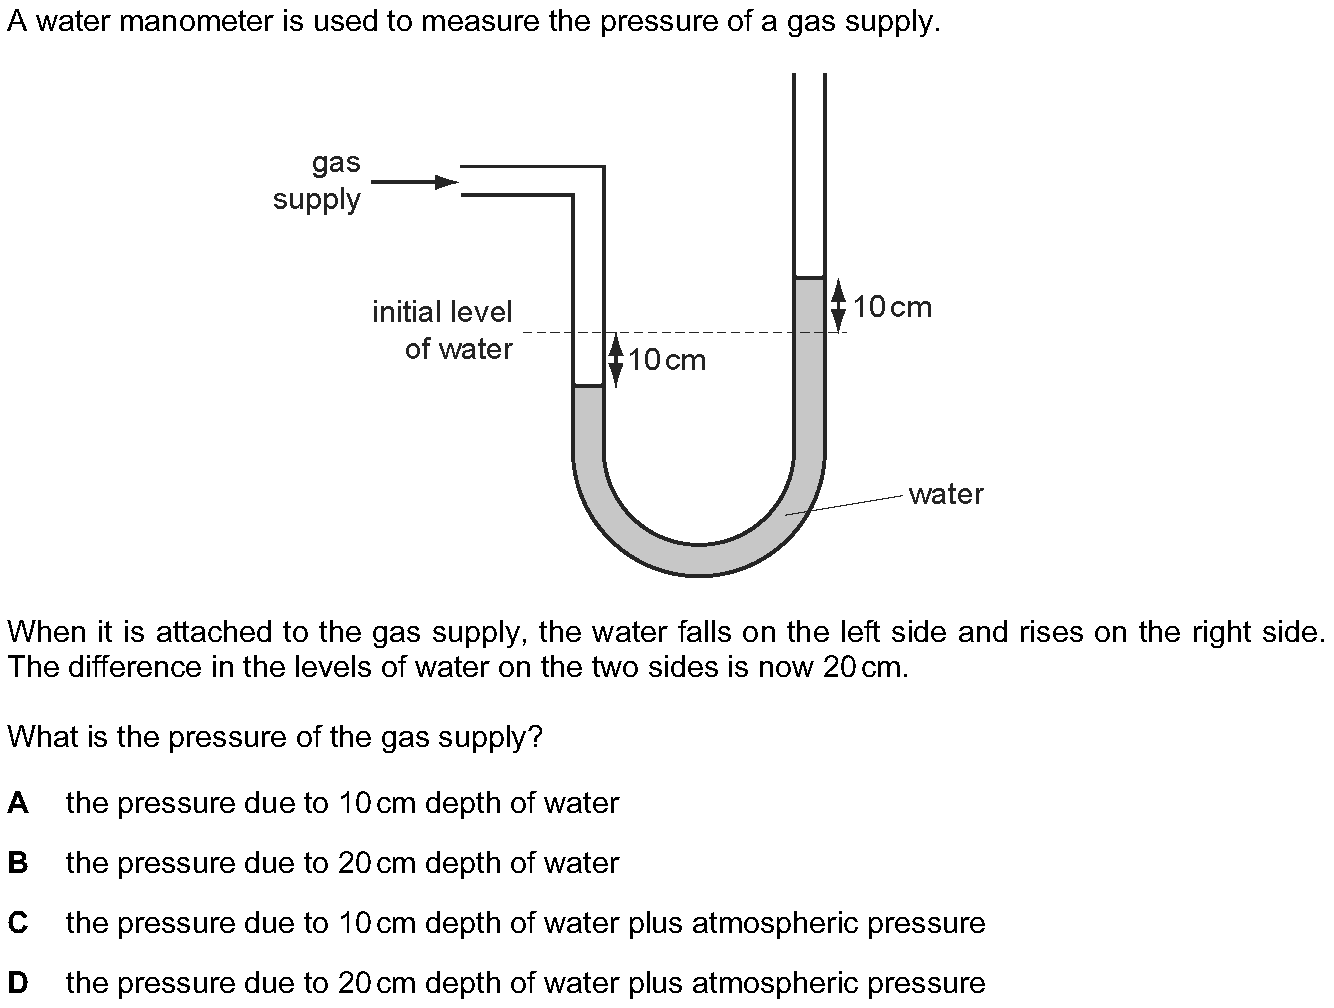 A water manometer is used to measure the pressure of a gas supply.
gas
supply
initial level
of water
10 cm
10 cm
water
When it is attached to the gas supply, the water falls on the left side and rises on the right side.
The difference in the levels of water on the two sides is now 20 cm.
What is the pressure of the gas supply?
A the pressure due to 10 cm depth of water
B the pressure due to 20 cm depth of water
C the pressure due to 10 cm depth of water plus atmospheric pressure
D the pressure due to 20 cm depth of water plus atmospheric pressure